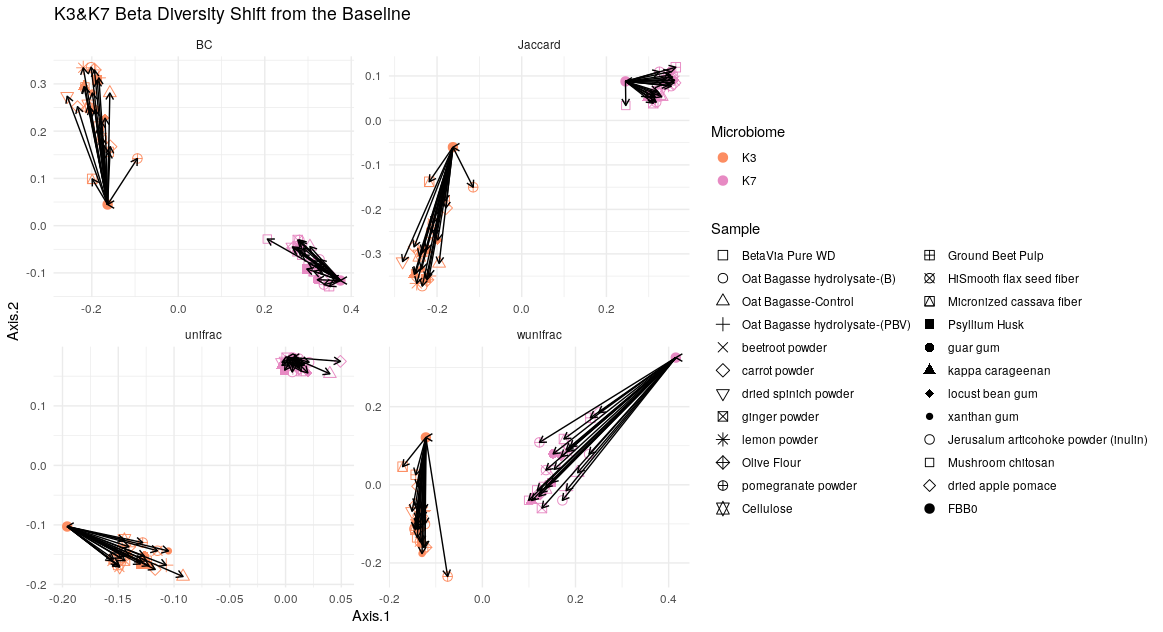 K3&K7 Beta Diversity Shift from the Baseline
BC
Jaccard
0.3
0.2
0.1
0.0
-0.1
-0.2
0.0
0.2
0.4
0.1
0.0
-0.1
-0.2
-0.3
-0.2
0.0
0.2
unifrac
wunifrac
0.1
0.0
-0.1
-0.2
-0.20
-0.15
-0.10
-0.05
0.00
0.05
0.2
0.0
-0.2
-0.2
0.0
0.2
0.4
Axis.2
Axis.1
Microbiome
K3
K7
Sample
BetaVia Pure WD
Oat Bagasse hydrolysate-(B)
Oat Bagasse-Control
Oat Bagasse hydrolysate-(PBV)
beetroot powder
carrot powder
dried spinich powder
ginger powder
lemon powder
Olive Flour
pomegranate powder
Cellulose
Ground Beet Pulp
HiSmooth flax seed fiber
Micronized cassava fiber
Psyllium Husk
guar gum
kappa carageenan
locust bean gum
xanthan gum
Jerusalum articohoke powder (inulin)
Mushroom chitosan
dried apple pomace
FBB0